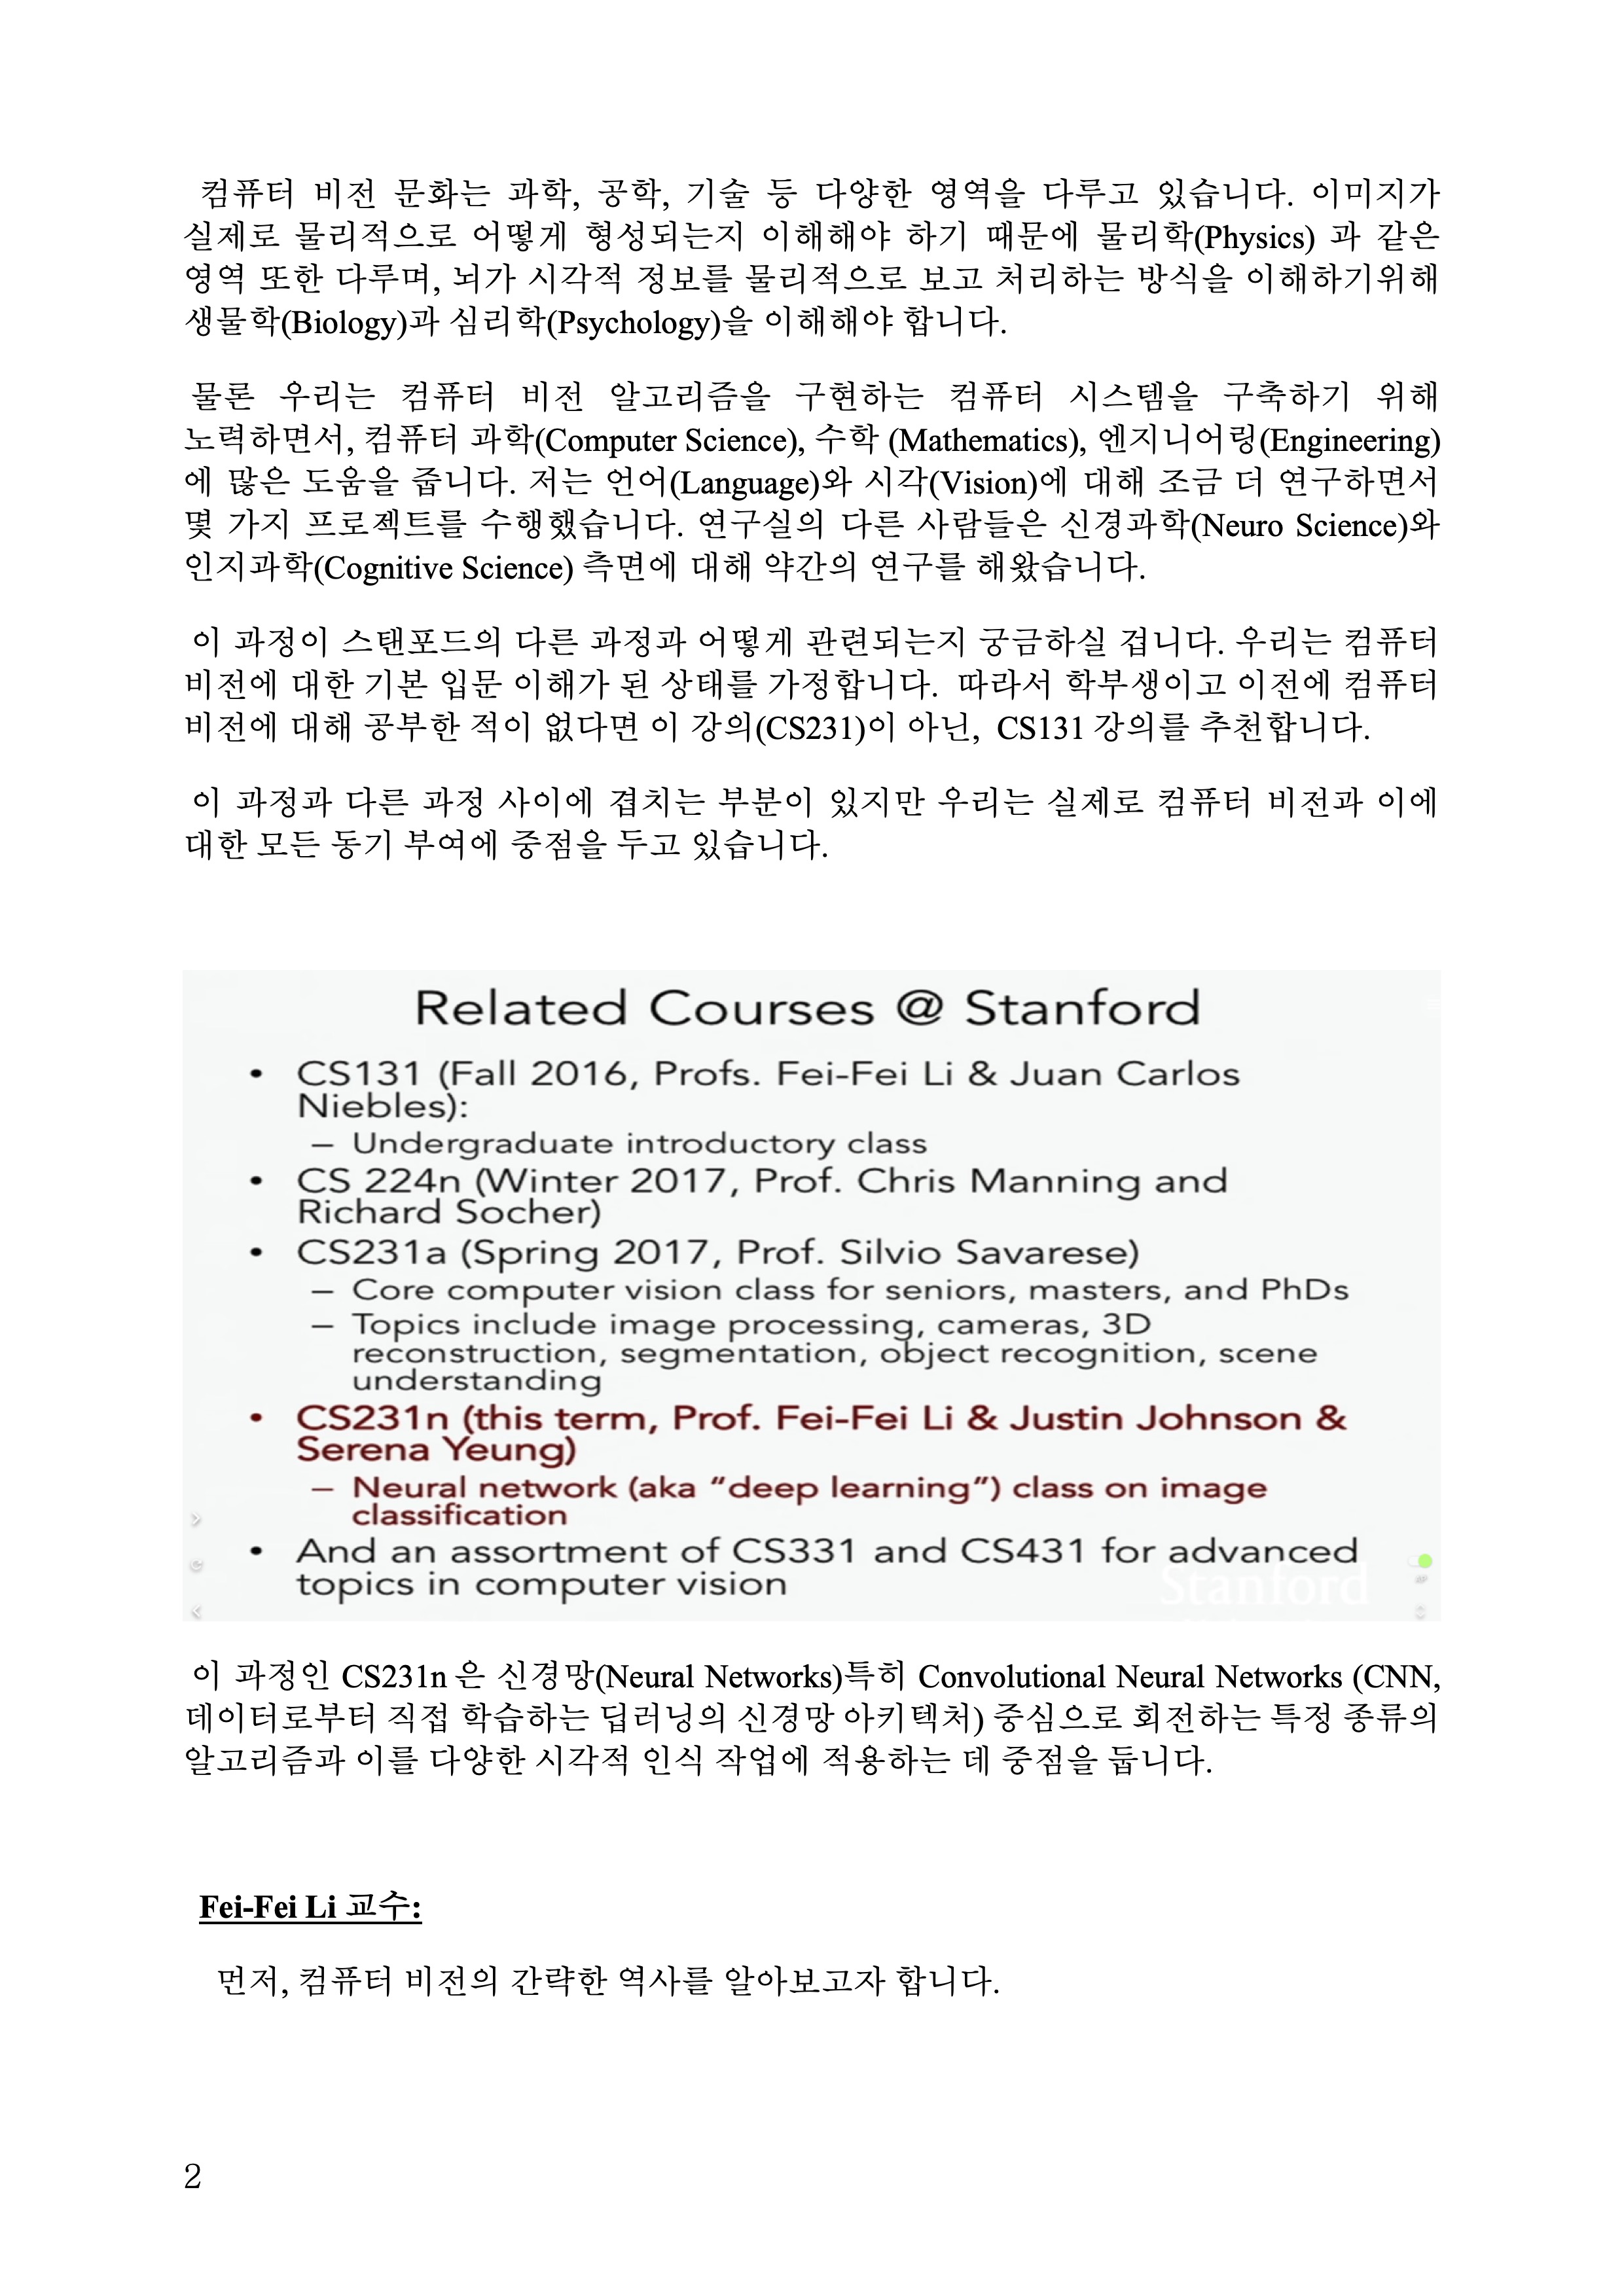 컴퓨터 비전 문화는 과학, 공학, 기술 등 다양한 영역을 다루고 있습니다. 이미지가
실제로 물리적으로 어떻게 형성되는지 이해해야 하기 때문에 물리학(Physics) 과 같은
영역 또한 다루며, 뇌가 시각적 정보를 물리적으로 보고 처리하는 방식을 이해하기위해
생물학(Biology)과 심리학(Psychology)을 이해해야 합니다.
물론 우리는 컴퓨터 비전 알고리즘을 구현하는 컴퓨터 시스템을 구축하기 위해
노력하면서, 컴퓨터 과학(Computer Science), 수학 (Mathematics), 엔지니어링(Engineering)
에 많은 도움을 줍니다. 저는 언어(Language)와 시각(Vision)에 대해 조금 더 연구하면서
몇 가지 프로젝트를 수행했습니다. 연구실의 다른 사람들은 신경과학(Neuro Science)와
인지과학(Cognitive Science) 측면에 대해 약간의 연구를 해왔습니다.
이 과정이 스탠포드의 다른 과정과 어떻게 관련되는지 궁금하실 겁니다. 우리는 컴퓨터
비전에 대한 기본 입문 이해가 된 상태를 가정합니다. 따라서 학부생이고 이전에 컴퓨터
비전에 대해 공부한 적이 없다면 이 강의(CS231)이 아닌, CS131 강의를 추천합니다.
이 과정과 다른 과정 사이에 겹치는 부분이 있지만 우리는 실제로 컴퓨터 비전과 이에
대한 모든 동기 부여에 중점을 두고 있습니다.
Related Courses @ Stanford
• CS131 (Fall 2016, Profs. Fei-Fei Li & Juan Carlos
Niebles):
– Undergraduate introductory class
• CS 224n (Winter 2017, Prof. Chris Manning and
Richard Socher)
• CS231a (Spring 2017, Prof. Silvio Savarese)
– Core computer vision class for seniors, masters, and PhDs
– Topics include image processing, cameras, 3D
reconstruction, segmentation, object recognition, scene
understanding
• CS231n (this term, Prof. Fei-Fei Li & Justin Johnson &
Serena Yeung)
– Neural network (aka “deep learning”) class on image
classification
• And an assortment of CS331 and CS431 for advanced
topics in computer vision
Stanford
이 과정인 CS231n 은 신경망(Neural Networks)특히 Convolutional Neural Networks (CNN,
데이터로부터 직접 학습하는 딥러닝의 신경망 아키텍처) 중심으로 회전하는 특정 종류의
알고리즘과 이를 다양한 시각적 인식 작업에 적용하는 데 중점을 둡니다.
Fei-Fei Li 교수:
먼저, 컴퓨터 비전의 간략한 역사를 알아보고자 합니다.
2